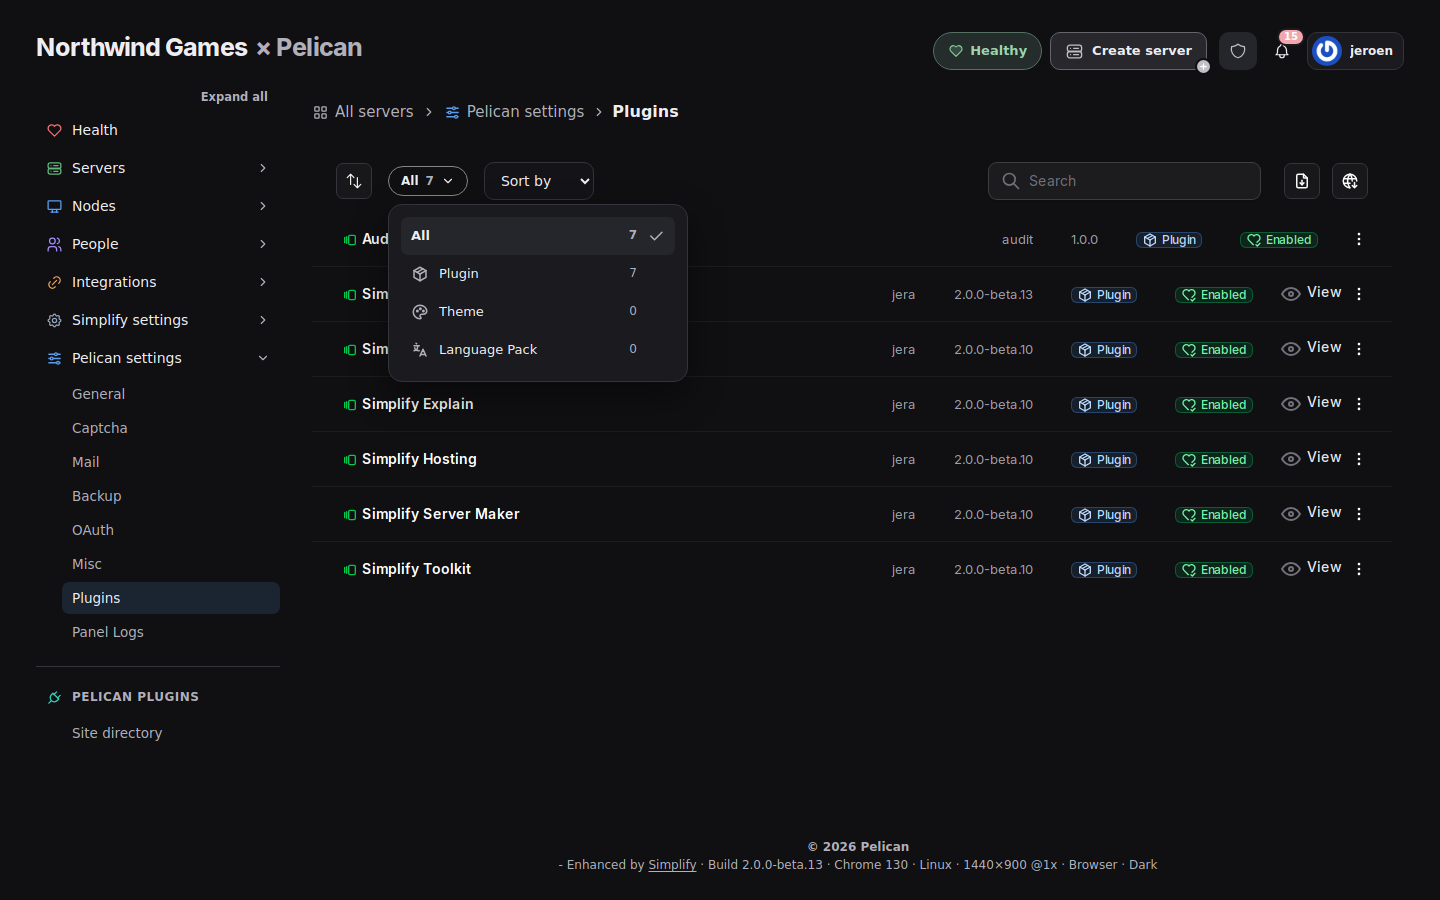 Northwind Games × Pelican
Healthy
Create server
15
jeroen
Expand all
Health
Servers
Nodes
People
Integrations
Simplify settings
Pelican settings
General
Captcha
Mail
Backup
OAuth
Misc
Plugins
Panel Logs
PELICAN PLUGINS
Site directory
All servers > Pelican settings > Plugins
All 7
Sort by
Search
All 7
Plugin 7
Theme 0
Language Pack 0
Aud audit 1.0.0 Plugin Enabled
Sim jera 2.0.0-beta.13 Plugin Enabled View
Sim jera 2.0.0-beta.10 Plugin Enabled View
Simplify Explain jera 2.0.0-beta.10 Plugin Enabled View
Simplify Hosting jera 2.0.0-beta.10 Plugin Enabled View
Simplify Server Maker jera 2.0.0-beta.10 Plugin Enabled View
Simplify Toolkit jera 2.0.0-beta.10 Plugin Enabled View
© 2026 Pelican
- Enhanced by Simplify · Build 2.0.0-beta.13 · Chrome 130 · Linux · 1440×900 @1x · Browser · Dark